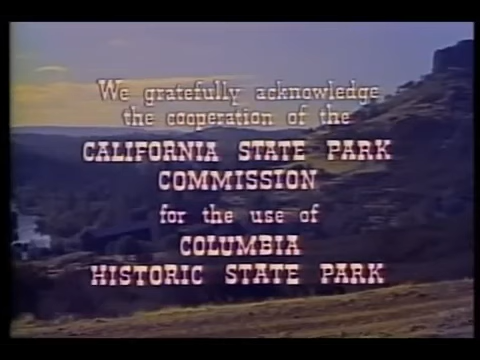 We gratefully acknowledge
the cooperation of the
CALIFORNIA STATE PARK
COMMISSION
for the use of
COLUMBIA
HISTORIC STATE PARK